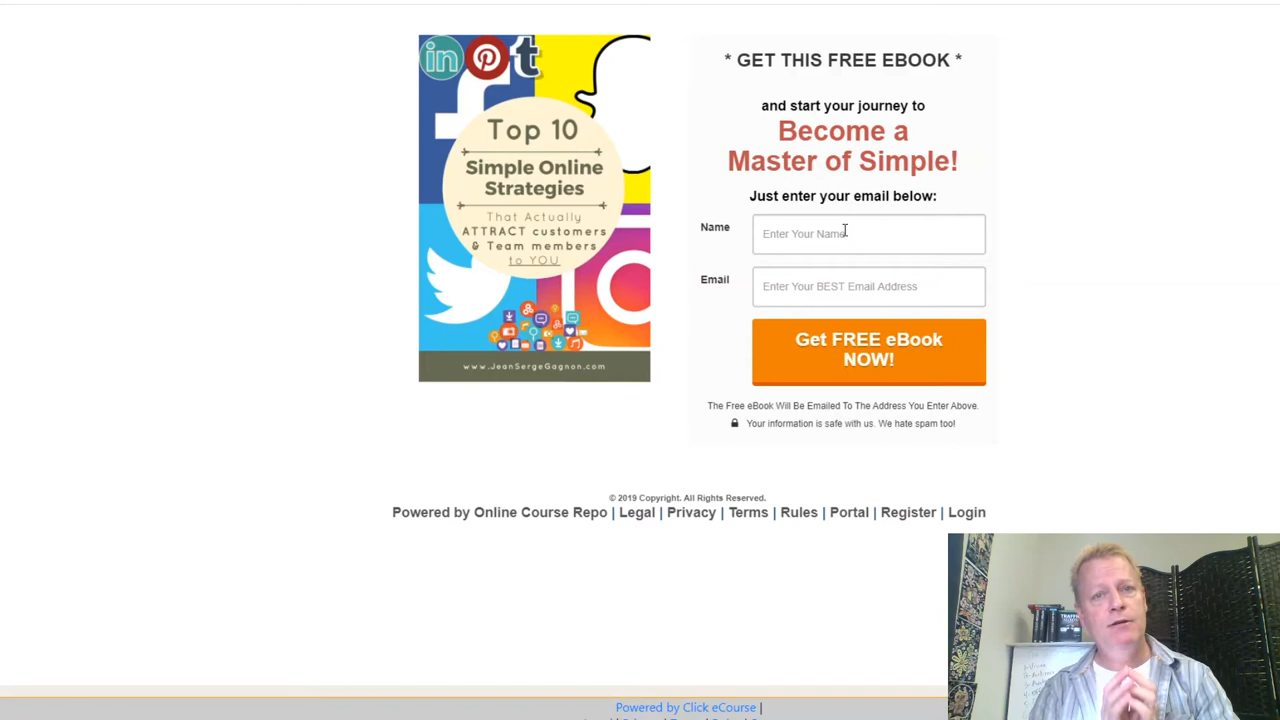 in
t
Top 10
Simple Online
Strategies
That Actually
ATTRACT customers
& Team members
to YOU
www.JeanSergeGagnon.com
* GET THIS FREE EBOOK *
and start your journey to
Become a
Master of Simple!
Just enter your email below:
Name
Enter Your Name
Email
Enter Your BEST Email Address
Get FREE eBook
NOW!
The Free eBook Will Be Emailed To The Address You Enter Above.
Your information is safe with us. We hate spam too!
© 2019 Copyright. All Rights Reserved.
Powered by Online Course Repo | Legal | Privacy | Terms | Rules | Portal | Register | Login
TRAFFIC
Powered by Click eCourse |